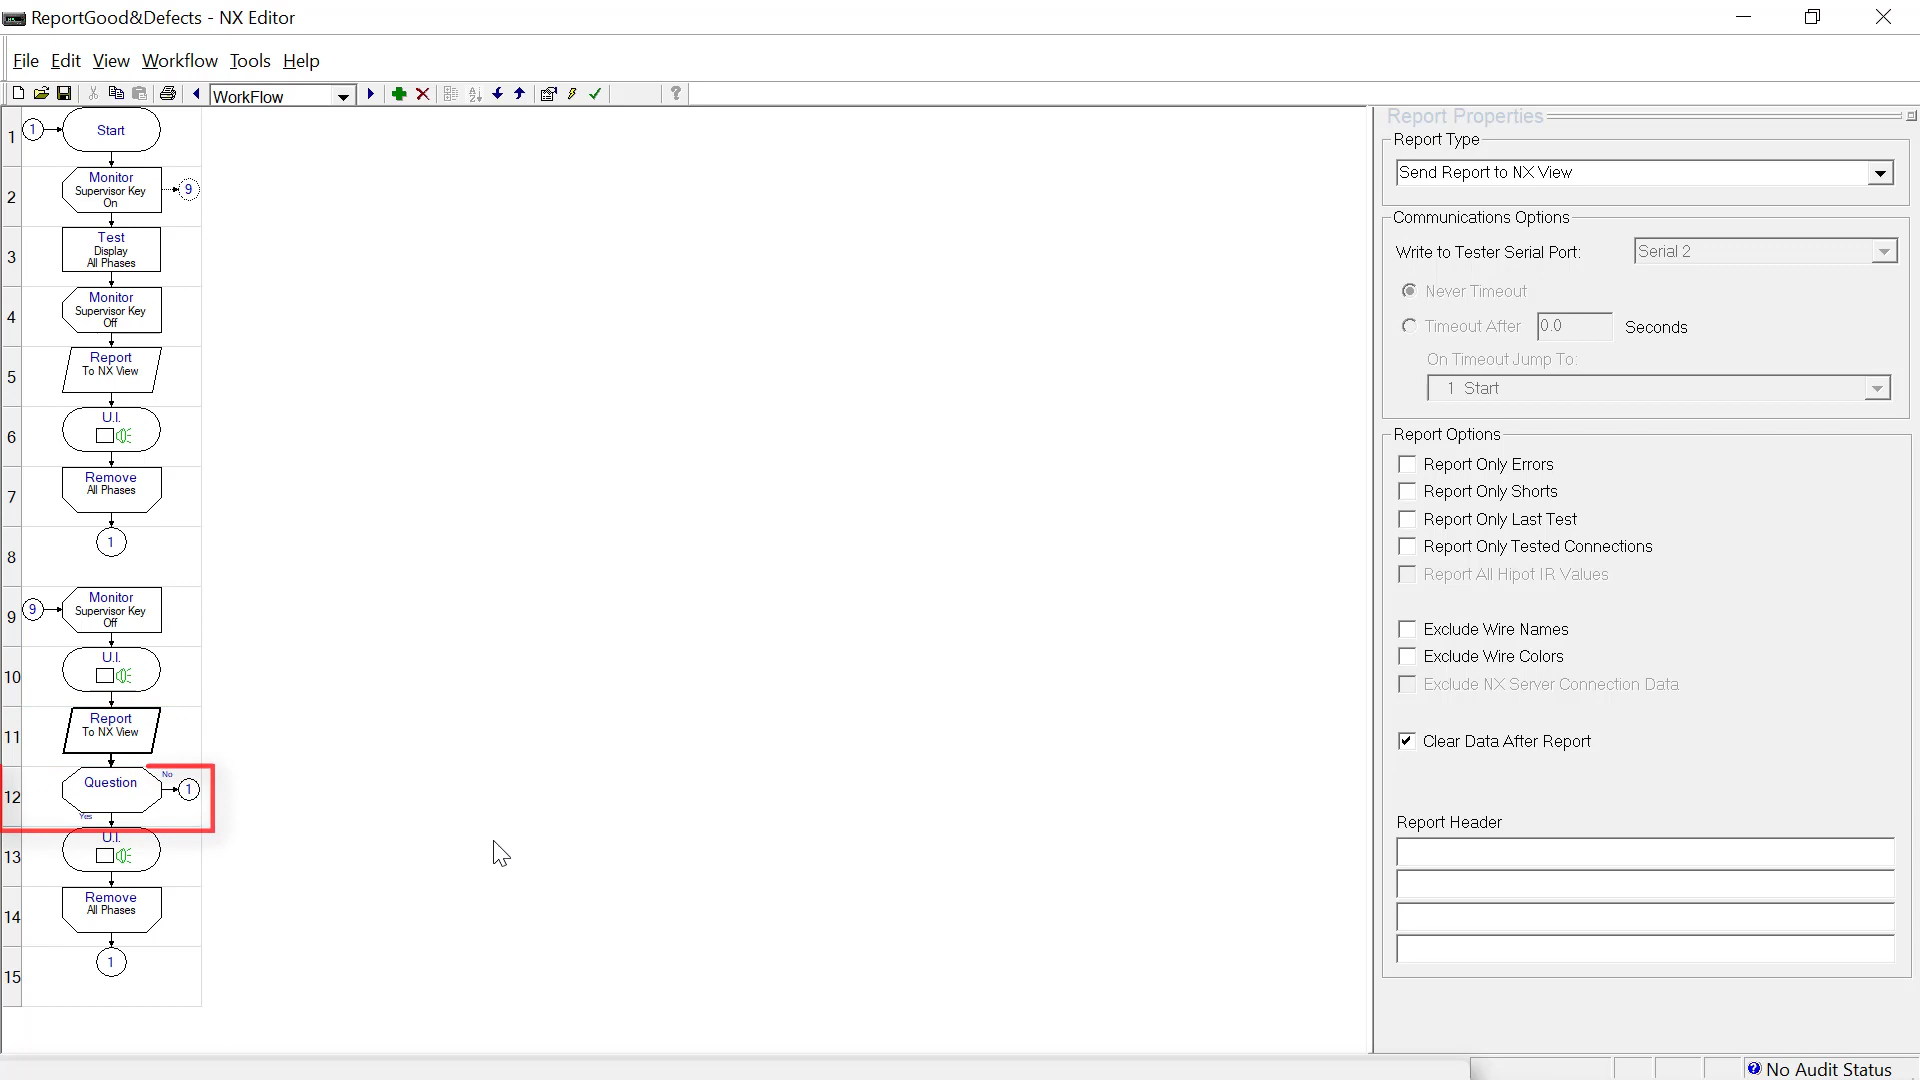 ReportGood&Defects - NX Editor
File Edit View Workflow Tools Help
WorkFlow
1 1 Start
2 Monitor
Supervisor Key
On
9
3 Test
Display
All Phases
4 Monitor
Supervisor Key
Off
5 Report
To NX View
6 U.I.
7 Remove
All Phases
8 1
9 9 Monitor
Supervisor Key
Off
10 U.I.
11 Report
To NX View
12 Question No 1
Yes
13 U.I.
14 Remove
All Phases
15 1
Report Properties
Report Type
Send Report to NX View
Communications Options
Write to Tester Serial Port: Serial 2
Never Timeout
Timeout After 0.0 Seconds
On Timeout Jump To:
1 Start
Report Options
Report Only Errors
Report Only Shorts
Report Only Last Test
Report Only Tested Connections
Report All Hipot IR Values
Exclude Wire Names
Exclude Wire Colors
Exclude NX Server Connection Data
Clear Data After Report
Report Header
No Audit Status